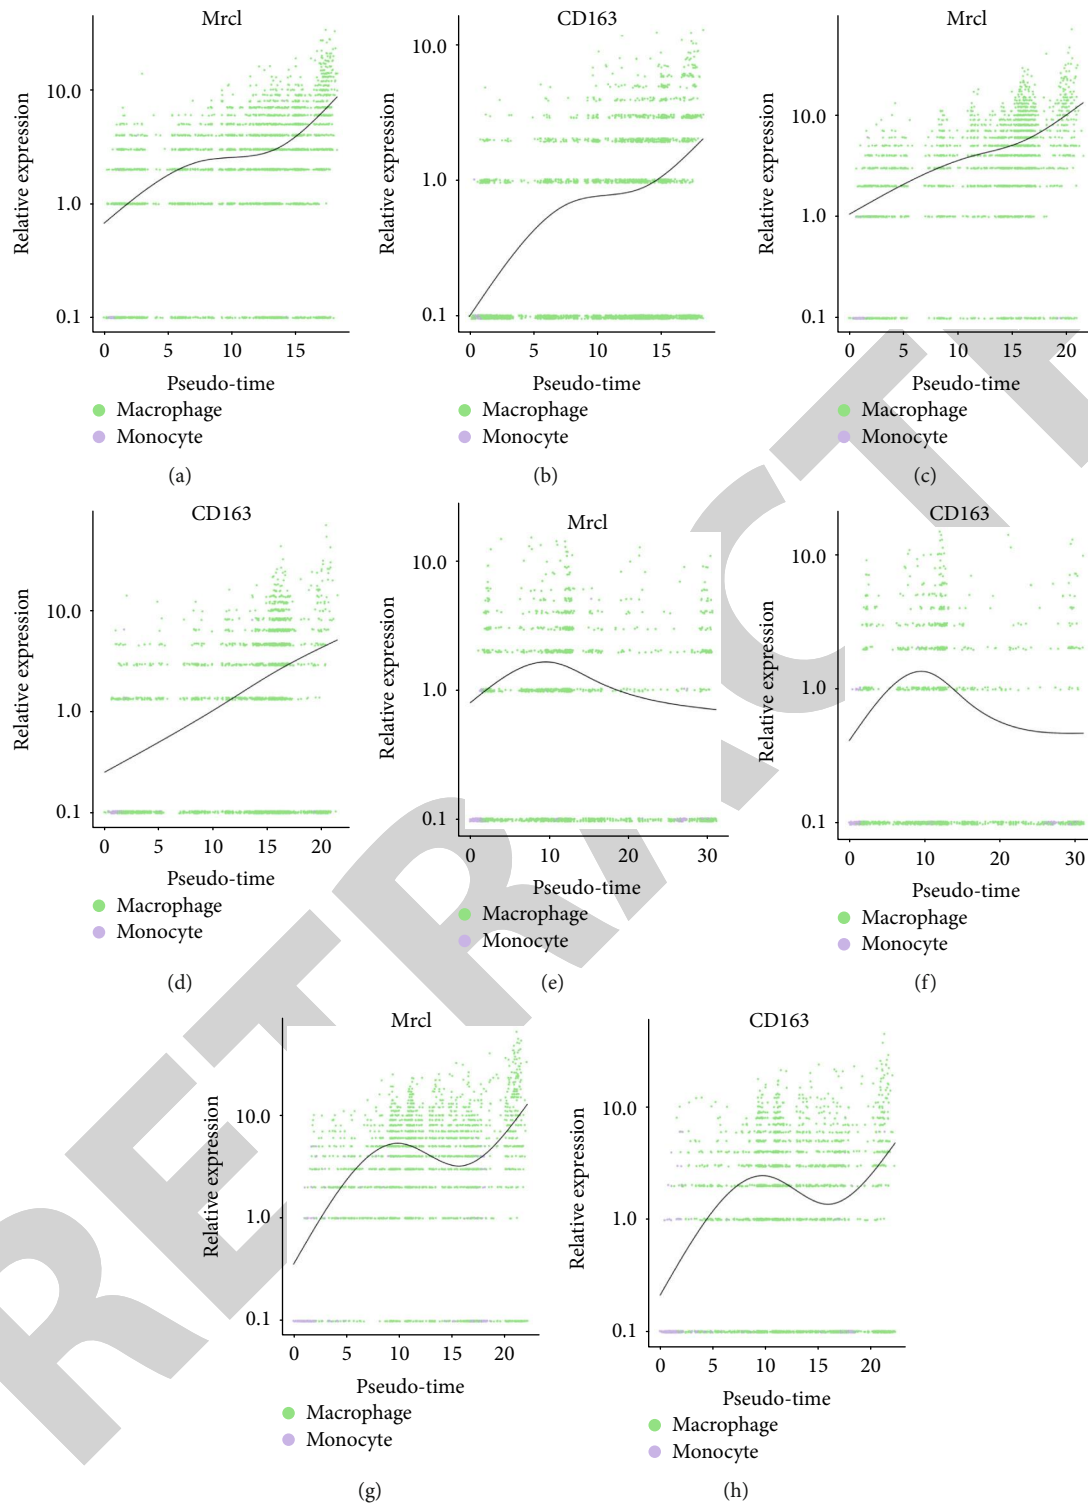 Mrcl
Relative expression
10.0
1.0
0.1
0 5 10 15
Pseudo-time
Macrophage
Monocyte
(a)
CD163
Relative expression
10.0
1.0
0.1
0 5 10 15
Pseudo-time
Macrophage
Monocyte
(b)
Mrcl
Relative expression
10.0
1.0
0.1
0 5 10 15 20
Pseudo-time
Macrophage
Monocyte
(c)
CD163
Relative expression
10.0
1.0
0.1
0 5 10 15 20
Pseudo-time
Macrophage
Monocyte
(d)
Mrcl
Relative expression
10.0
1.0
0.1
0 10 20 30
Pseudo-time
Macrophage
Monocyte
(e)
CD163
Relative expression
10.0
1.0
0.1
0 10 20 30
Pseudo-time
Macrophage
Monocyte
(f)
Mrcl
Relative expression
10.0
1.0
0.1
0 5 10 15 20
Pseudo-time
Macrophage
Monocyte
(g)
CD163
Relative expression
10.0
1.0
0.1
0 5 10 15 20
Pseudo-time
Macrophage
Monocyte
(h)